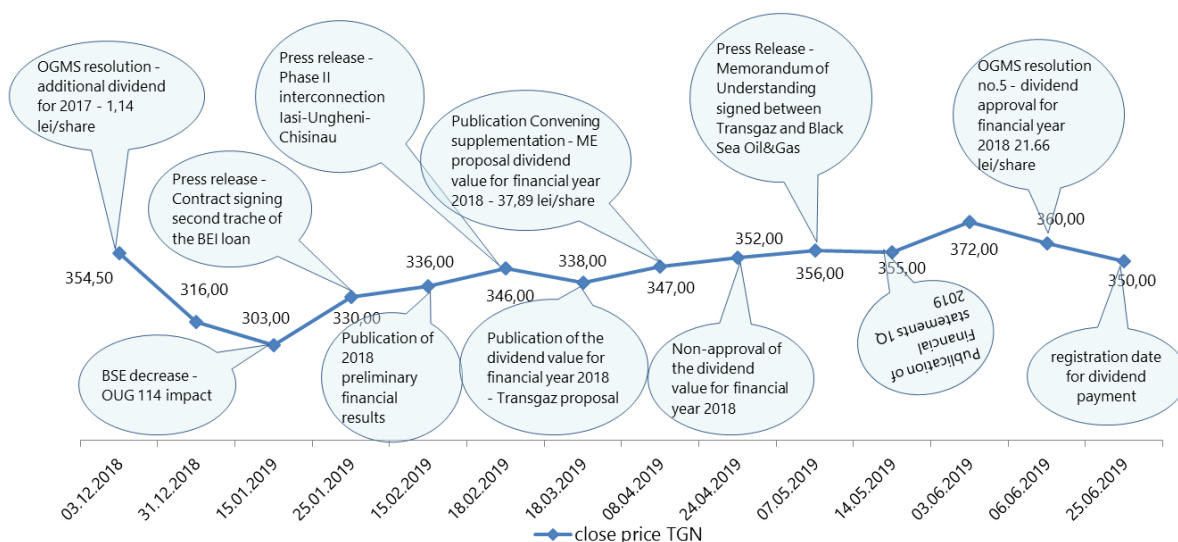 OGMS resolution -
additional dividend
for 2017 - 1,14
lei/share
Press release -
Phase II
interconnection
Iasi-Ungheni-
Chisinau
Press Release -
Memorandum of
Understanding
signed between
Transgaz and Black
Sea Oil&Gas
OGMS resolution
no.5 - dividend
approval for
financial year
2018 21.66
lei/share
Publication Convening
supplementation - ME
proposal dividend
value for financial year
2018 - 37,89 lei/share
Press release -
Contract signing
second trache of
the BEI loan
354,50
316,00
303,00
330,00
336,00
346,00
338,00
347,00
352,00
356,00
355,00
372,00
360,00
350,00
BSE decrease -
OUG 114 impact
Publication of
2018
preliminary
financial
results
Publication of the
dividend value for
financial year 2018
- Transgaz proposal
Non-approval of
the dividend
value for financial
year 2018
Publication of
Financial
statements 1Q
2019
registration date
for dividend
payment
03.12.2018
31.12.2018
15.01.2019
25.01.2019
15.02.2019
18.02.2019
18.03.2019
08.04.2019
24.04.2019
07.05.2019
14.05.2019
03.06.2019
06.06.2019
25.06.2019
close price TGN